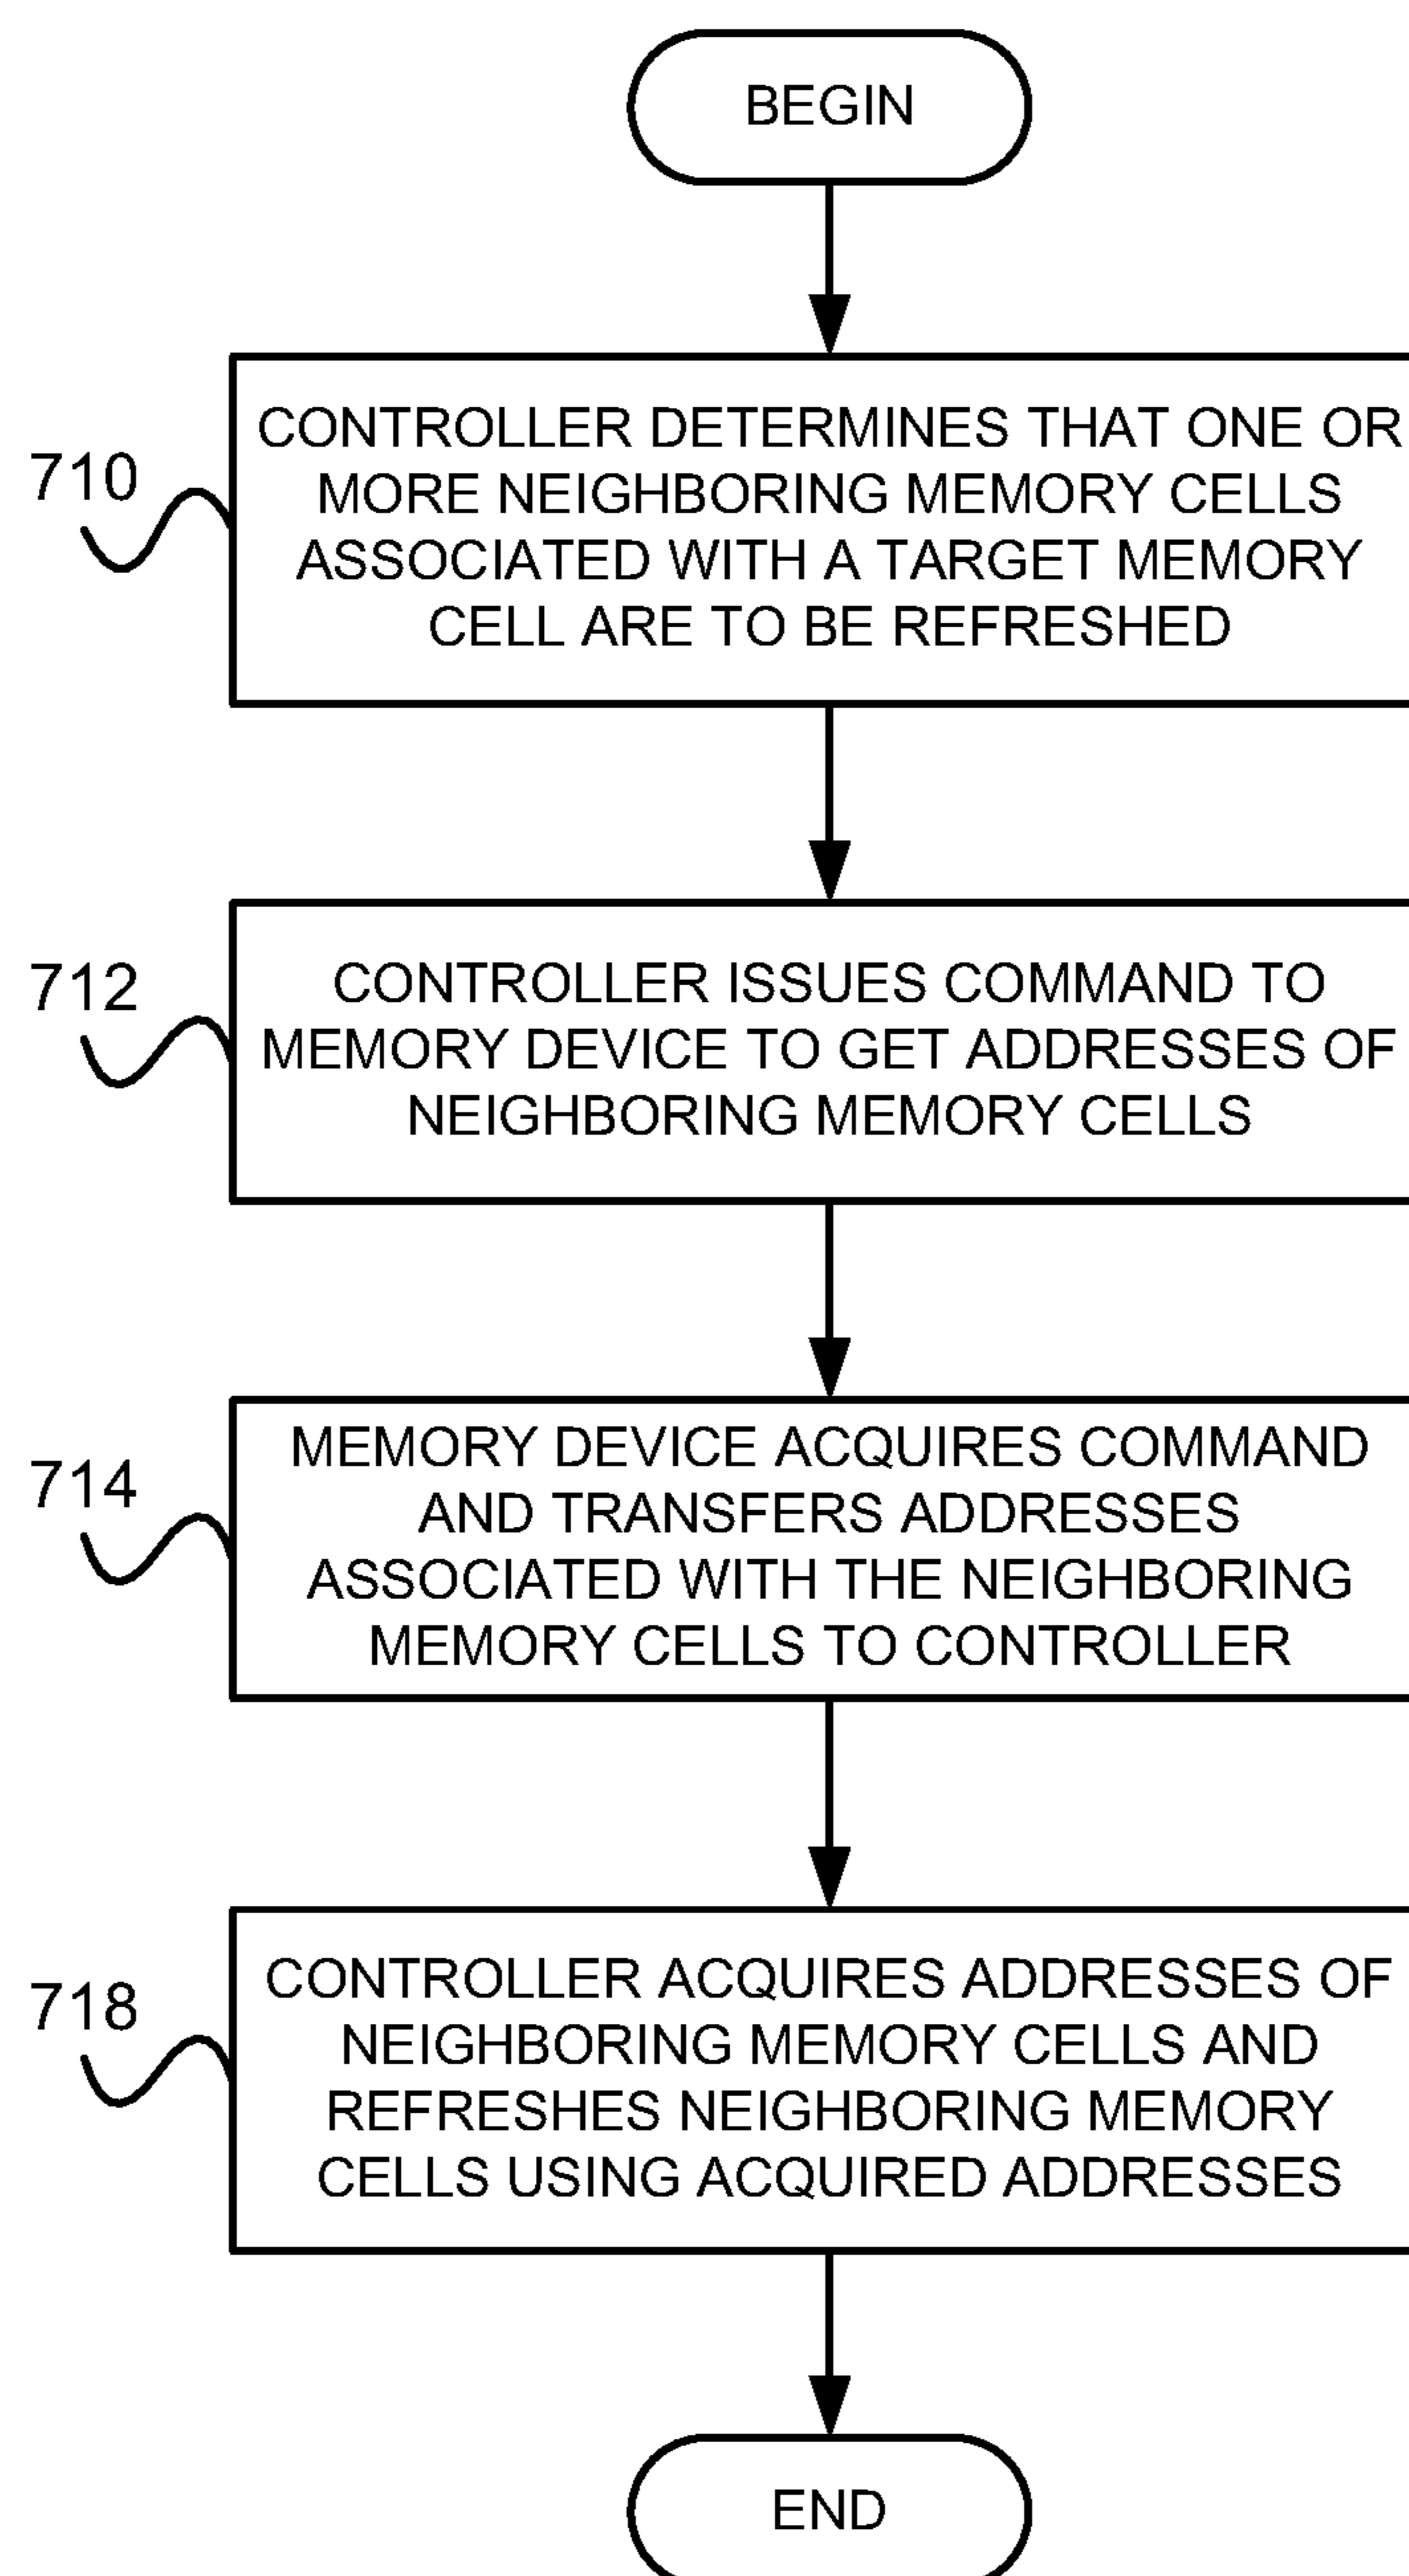 BEGIN
710
CONTROLLER DETERMINES THAT ONE OR
MORE NEIGHBORING MEMORY CELLS
ASSOCIATED WITH A TARGET MEMORY
CELL ARE TO BE REFRESHED
712
CONTROLLER ISSUES COMMAND TO
MEMORY DEVICE TO GET ADDRESSES OF
NEIGHBORING MEMORY CELLS
714
MEMORY DEVICE ACQUIRES COMMAND
AND TRANSFERS ADDRESSES
ASSOCIATED WITH THE NEIGHBORING
MEMORY CELLS TO CONTROLLER
718
CONTROLLER ACQUIRES ADDRESSES OF
NEIGHBORING MEMORY CELLS AND
REFRESHES NEIGHBORING MEMORY
CELLS USING ACQUIRED ADDRESSES
END